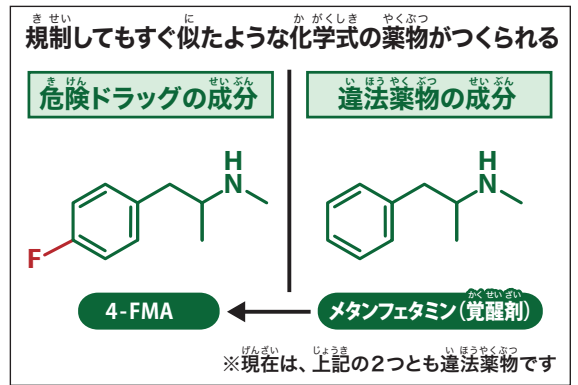 規制してもすぐ似たような化学式の薬物がつくられる
きせい に かがくしき やくぶつ
危険ドラッグの成分
きけん せいぶん
違法薬物の成分
いほうやくぶつ せいぶん
H
N
F
H
N
4-FMA
メタンフェタミン(覚醒剤)
かくせいざい
※現在は、上記の2つとも違法薬物です
げんざい じょうき いほうやくぶつ